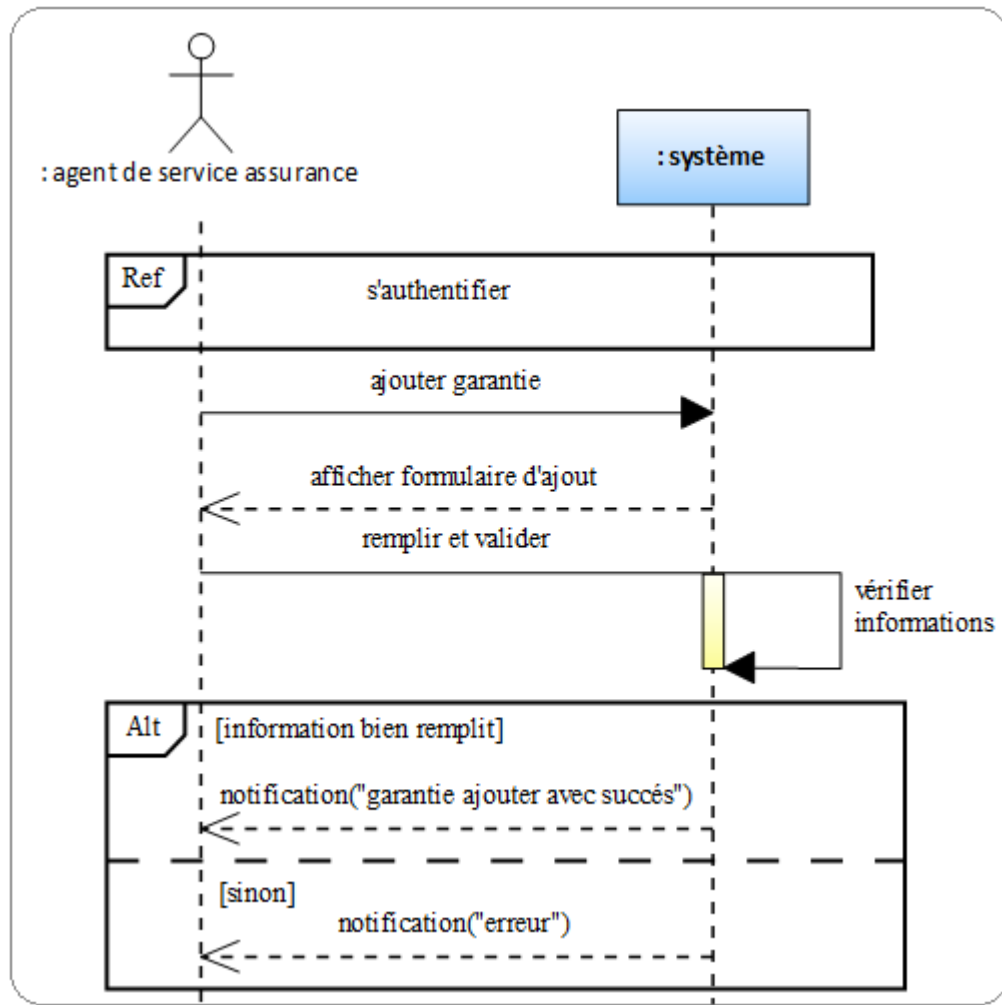 : agent de service assurance
: système
Ref
s'authentifier
ajouter garantie
afficher formulaire d'ajout
remplir et valider
vérifier
informations
Alt
[information bien remplit]
notification("garantie ajouter avec succés")
[sinon]
notification("erreur")